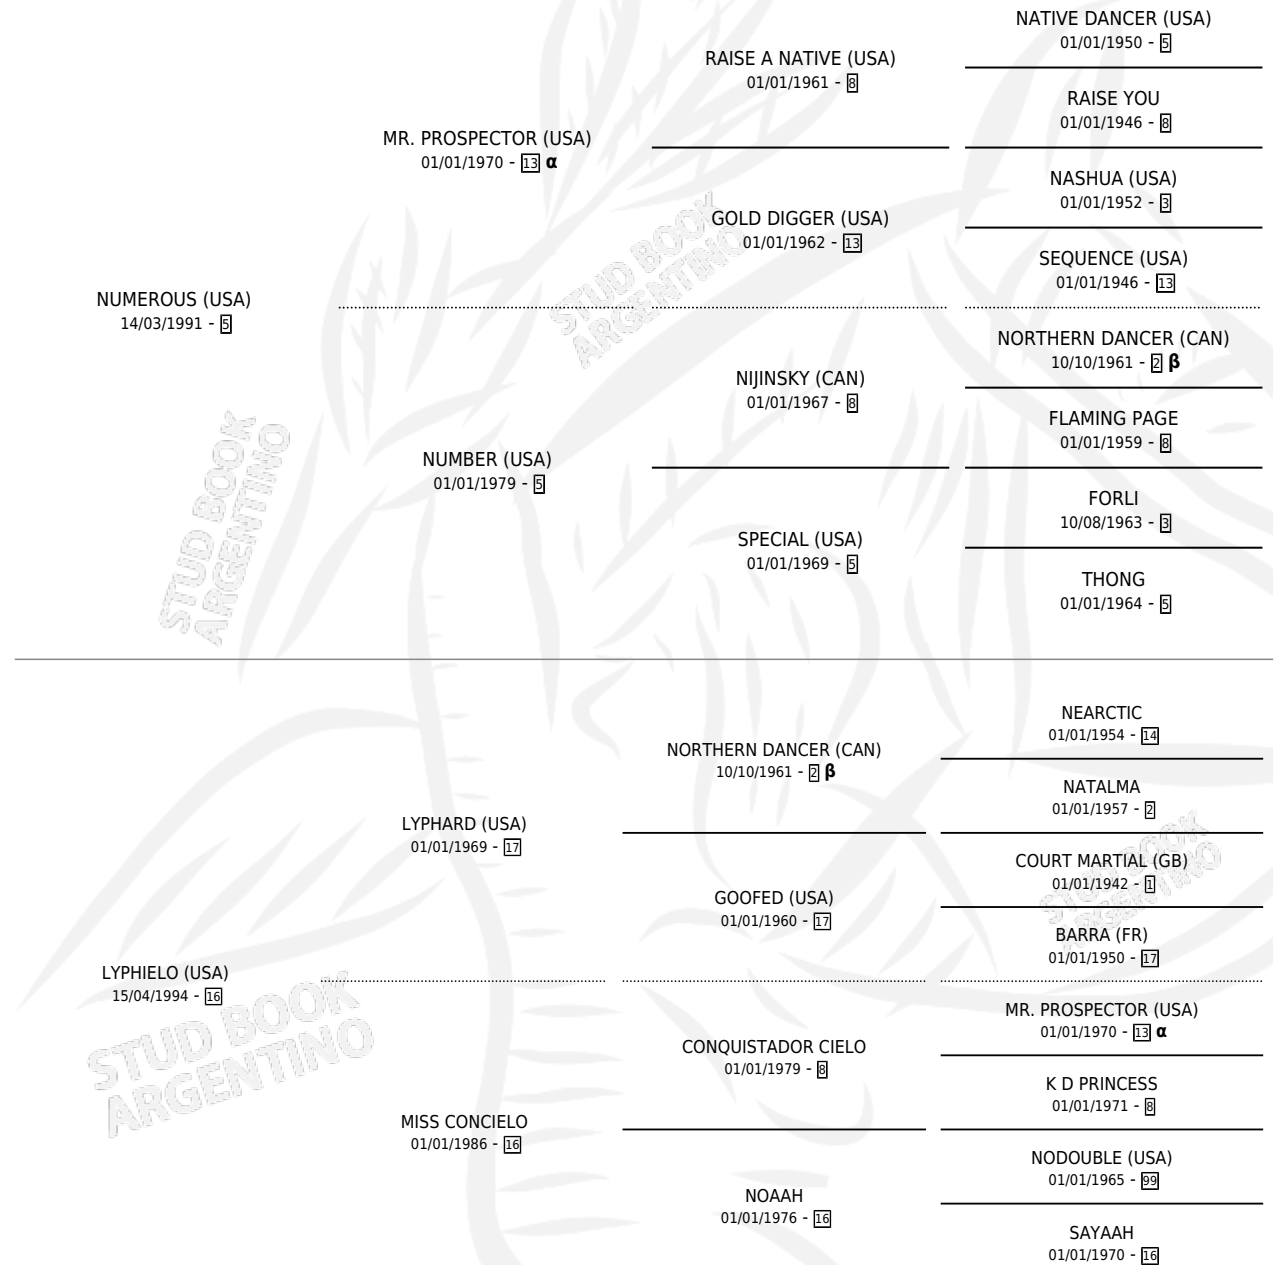 NUMEROUS (USA)
14/03/1991 - 5
MR. PROSPECTOR (USA)
01/01/1970 - 13 α
RAISE A NATIVE (USA)
01/01/1961 - 8
NATIVE DANCER (USA)
01/01/1950 - 5
RAISE YOU
01/01/1946 - 8
GOLD DIGGER (USA)
01/01/1962 - 13
NASHUA (USA)
01/01/1952 - 3
SEQUENCE (USA)
01/01/1946 - 13
NUMBER (USA)
01/01/1979 - 5
NIJINSKY (CAN)
01/01/1967 - 8
NORTHERN DANCER (CAN)
10/10/1961 - 2 β
FLAMING PAGE
01/01/1959 - 8
SPECIAL (USA)
01/01/1969 - 5
FORLI
10/08/1963 - 3
THONG
01/01/1964 - 5
LYPHIELO (USA)
15/04/1994 - 16
LYPHARD (USA)
01/01/1969 - 17
NORTHERN DANCER (CAN)
10/10/1961 - 2 β
NEARCTIC
01/01/1954 - 14
NATALMA
01/01/1957 - 2
GOOFED (USA)
01/01/1960 - 17
COURT MARTIAL (GB)
01/01/1942 - 1
BARRA (FR)
01/01/1950 - 17
MISS CONCIELO
01/01/1986 - 16
CONQUISTADOR CIELO
01/01/1979 - 8
MR. PROSPECTOR (USA)
01/01/1970 - 13 α
K D PRINCESS
01/01/1971 - 8
NOAAH
01/01/1976 - 16
NODOUBLE (USA)
01/01/1965 - 99
SAYAAH
01/01/1970 - 16
STUD BOOK
ARGENTINO
STUD BOOK
ARGENTINO
STUD BOOK
ARGENTINO
STUD BOOK
ARGENTINO